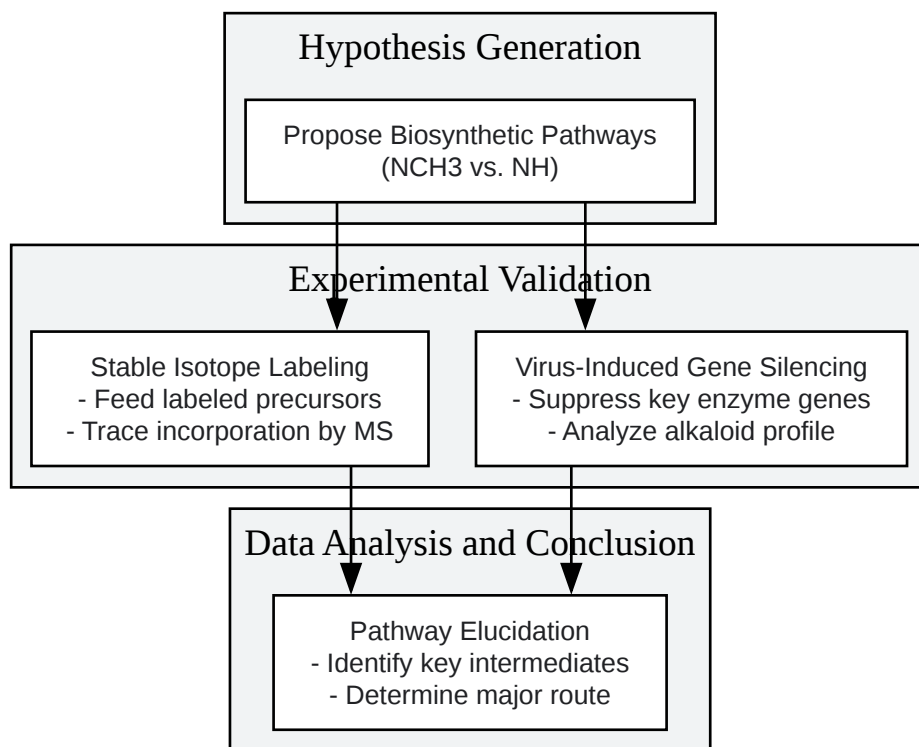 Hypothesis Generation
Propose Biosynthetic Pathways
(NCH3 vs. NH)
Experimental Validation
Stable Isotope Labeling
- Feed labeled precursors
- Trace incorporation by MS
Virus-Induced Gene Silencing
- Suppress key enzyme genes
- Analyze alkaloid profile
Data Analysis and Conclusion
Pathway Elucidation
- Identify key intermediates
- Determine major route